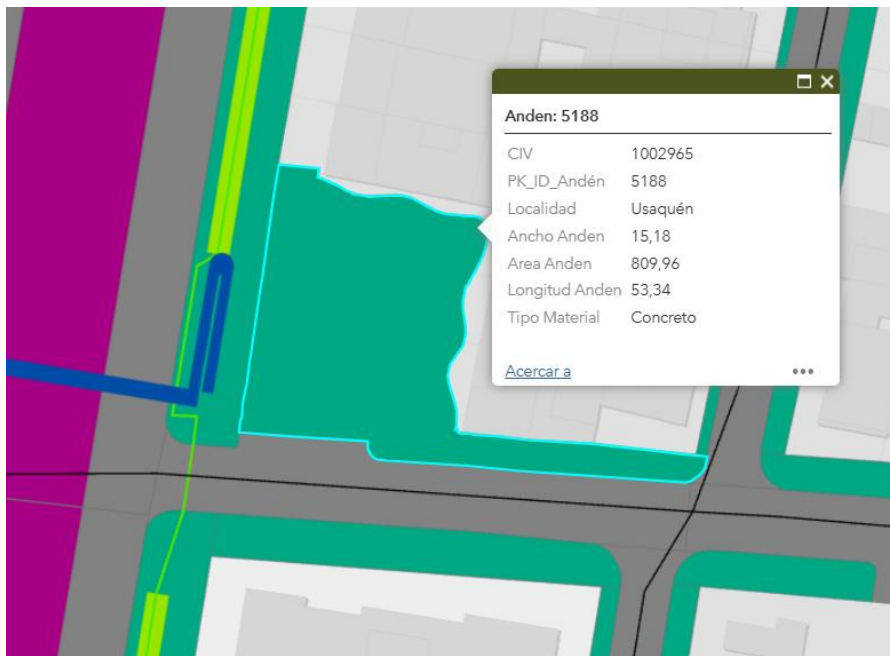 Anden: 5188
CIV 1002965
PK_ID_Andén 5188
Localidad Usaquén
Ancho Anden 15,18
Area Anden 809,96
Longitud Anden 53,34
Tipo Material Concreto
Acercar a